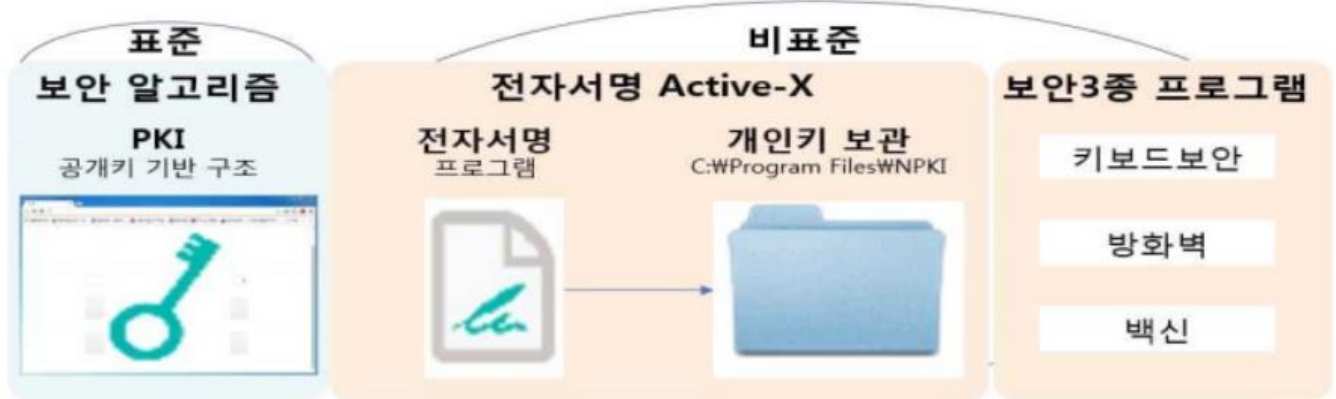 표준
비표준
보안 알고리즘
전자서명 Active-X
보안3종 프로그램
PKI
공개키 기반 구조
전자서명
프로그램
개인키 보관
C:₩Program Files₩NPKI
키보드보안
방화벽
백신